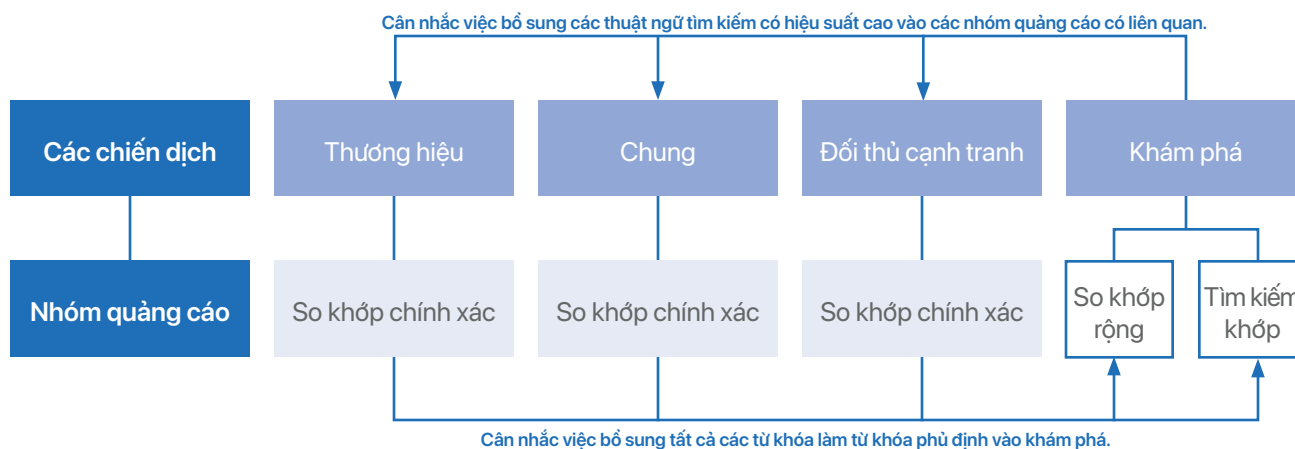 Cân nhắc việc bổ sung các thuật ngữ tìm kiếm có hiệu suất cao vào các nhóm quảng cáo có liên quan.
Các chiến dịch
Thương hiệu
Chung
Đối thủ cạnh tranh
Khám phá
Nhóm quảng cáo
So khớp chính xác
So khớp chính xác
So khớp chính xác
So khớp
rộng
Tìm kiếm
khớp
Cân nhắc việc bổ sung tất cả các từ khóa làm từ khóa phủ định vào khám phá.